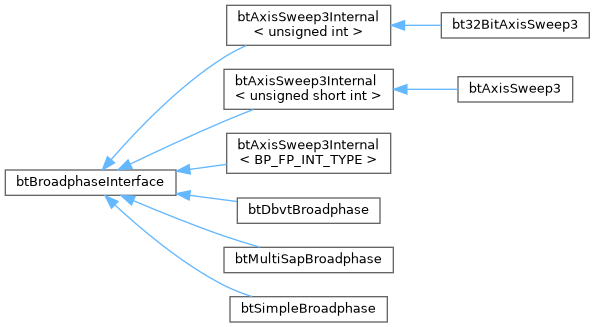 btAxisSweep3Internal
< unsigned int >
bt32BitAxisSweep3
btAxisSweep3Internal
< unsigned short int >
btAxisSweep3
btAxisSweep3Internal
< BP_FP_INT_TYPE >
btBroadphaseInterface
btDbvtBroadphase
btMultiSapBroadphase
btSimpleBroadphase